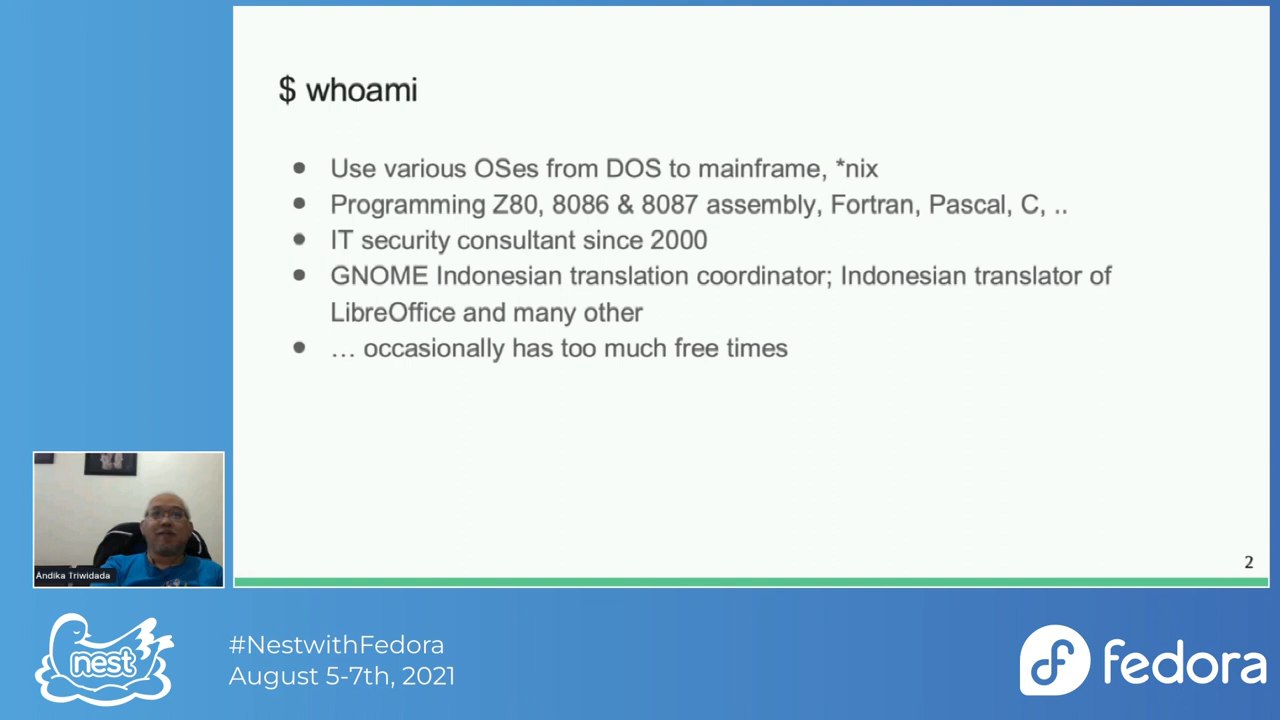 $ whoami
● Use various OSes from DOS to mainframe, *nix
● Programming Z80, 8086 & 8087 assembly, Fortran, Pascal, C, ..
● IT security consultant since 2000
● GNOME Indonesian translation coordinator; Indonesian translator of
LibreOffice and many other
● … occasionally has too much free times
2
Andika Triwidada
nest
#NestwithFedora
August 5-7th, 2021
fedora